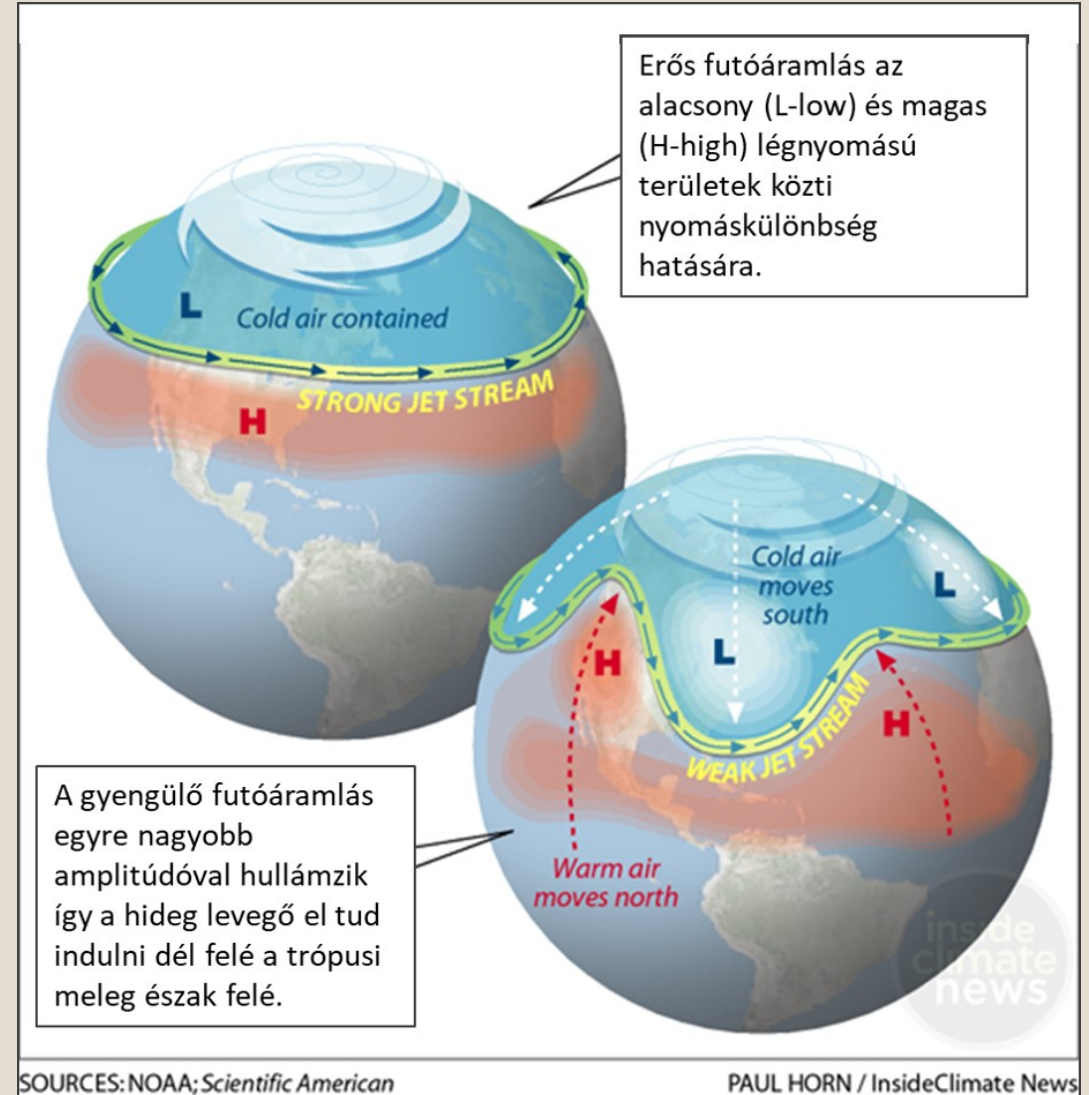 Erős futóáramlás az
alacsony (L-low) és magas
(H-high) légnyomású
területek közti
nyomáskülönbség
hatására.
L
Cold air contained
STRONG JET STREAM
H
Cold air
moves
south
L
H
L
H
WEAK JET STREAM
Warm air
moves north
A gyengülő futóáramlás
egyre nagyobb
amplitúdóval hullámzik
így a hideg levegő el tud
indulni dél felé a trópusi
meleg észak felé.
inside
climate
news
SOURCES: NOAA; Scientific American
PAUL HORN / InsideClimate News